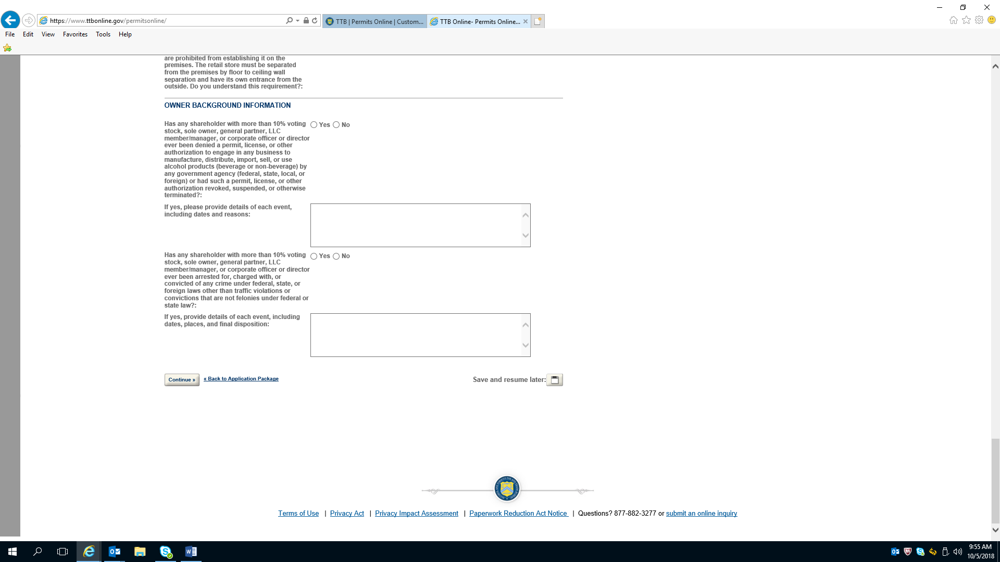 https://www.ttbonline.gov/permitsonline/
TTB | Permits Online | Custom...
TTB Online- Permits Online...
File Edit View Favorites Tools Help
are prohibited from establishing it on the
premises. The retail store must be separated
from the premises by floor to ceiling wall
separation and have its own entrance from the
outside. Do you understand this requirement?:
OWNER BACKGROUND INFORMATION
Has any shareholder with more than 10% voting
stock, sole owner, general partner, LLC
member/manager, or corporate officer or director
ever been denied a permit, license, or other
authorization to engage in any business to
manufacture, distribute, import, sell, or use
alcohol products (beverage or non-beverage) by
any government agency (federal, state, local, or
foreign) or had such a permit, license, or other
authorization revoked, suspended, or otherwise
terminated?:
Yes No
If yes, please provide details of each event,
including dates and reasons:
Has any shareholder with more than 10% voting
stock, sole owner, general partner, LLC
member/manager, or corporate officer or director
ever been arrested for, charged with, or
convicted of any crime under federal, state, or
foreign laws other than traffic violations or
convictions that are not felonies under federal or
state law?:
Yes No
If yes, provide details of each event, including
dates, places, and final disposition:
Continue » « Back to Application Package
Save and resume later:
Terms of Use | Privacy Act | Privacy Impact Assessment | Paperwork Reduction Act Notice | Questions? 877-882-3277 or submit an online inquiry
9:55 AM
10/5/2018